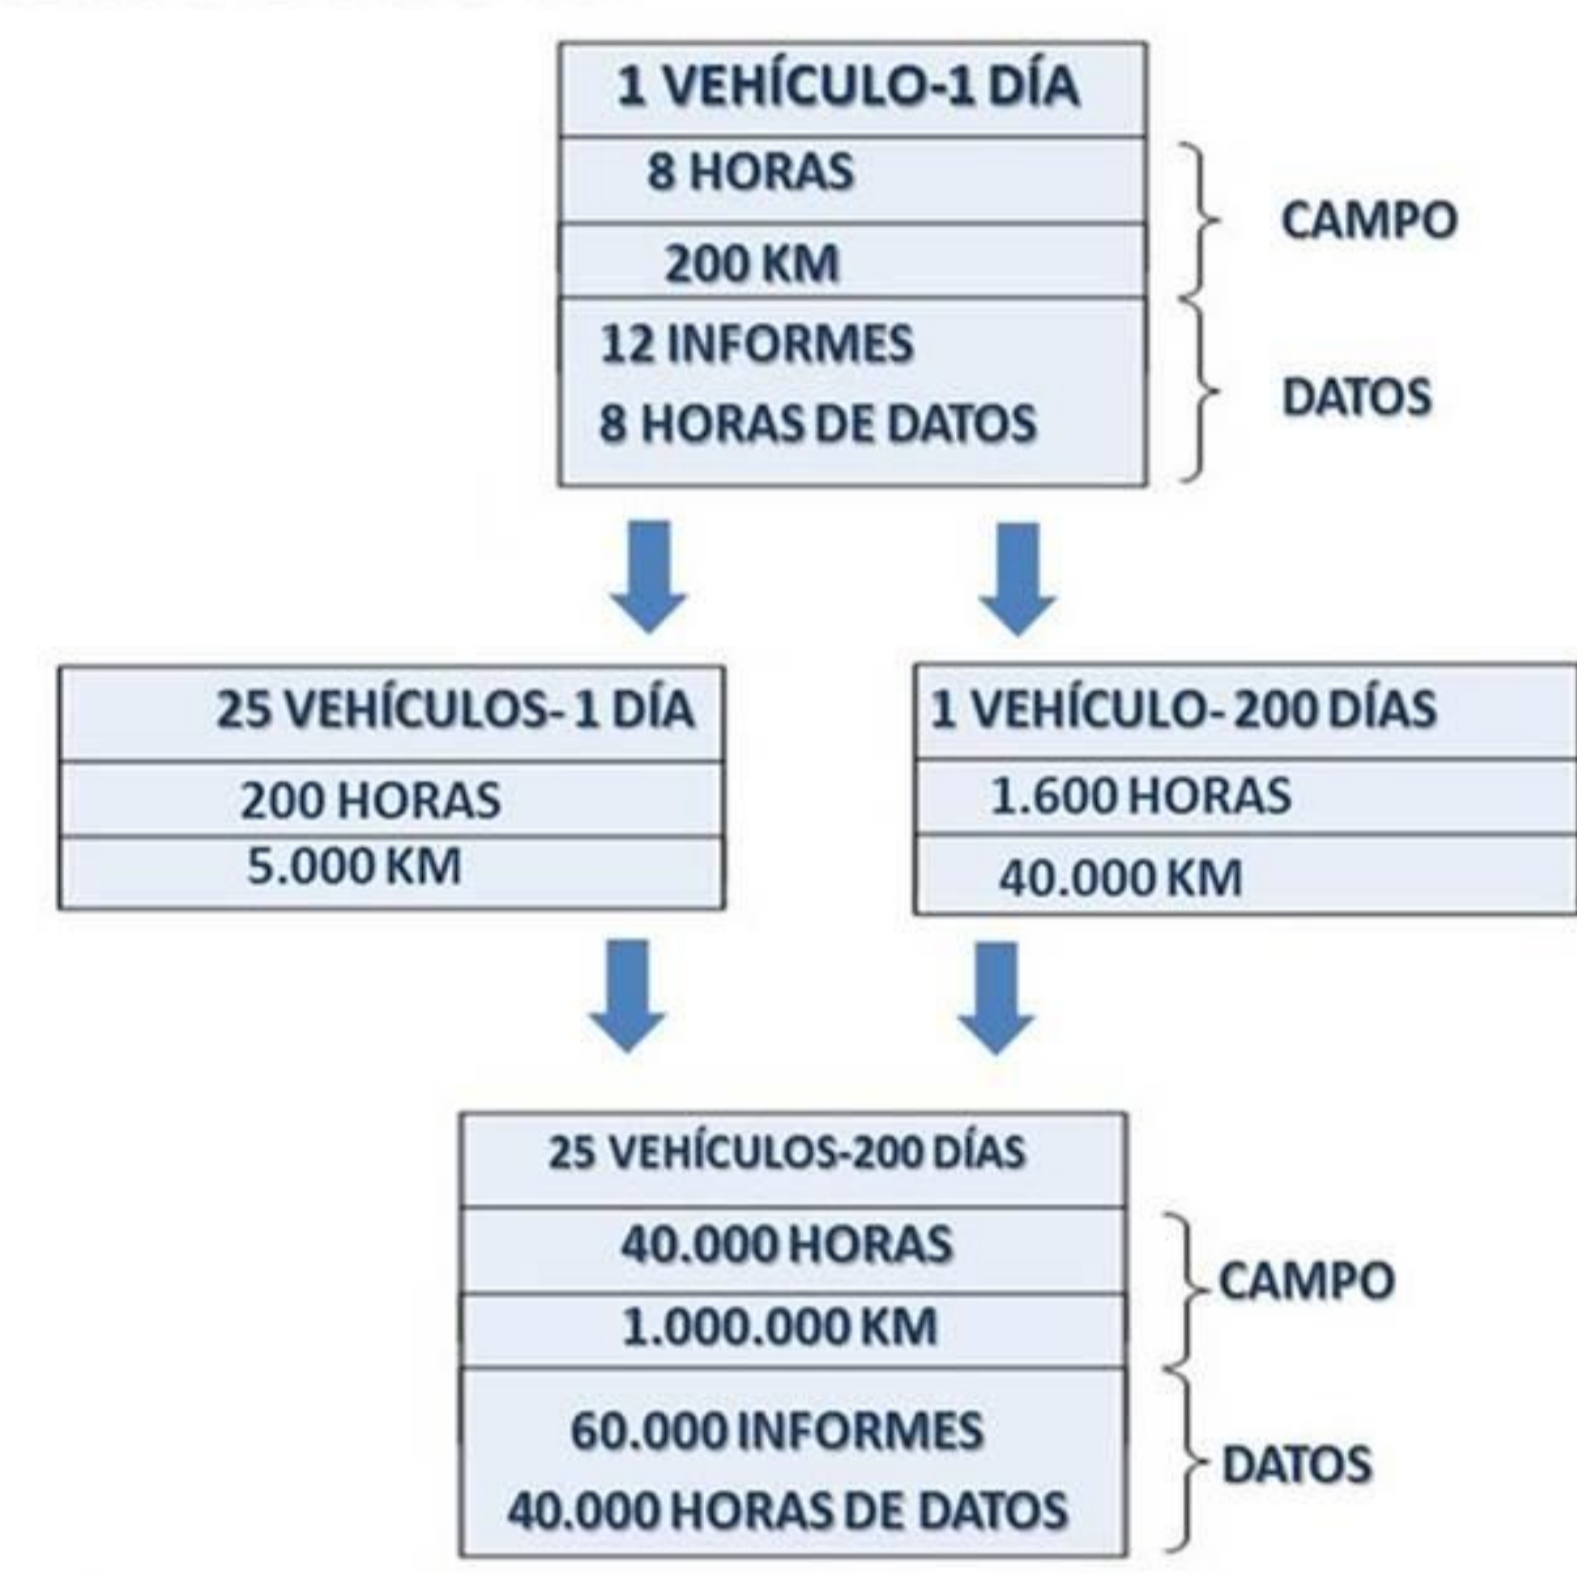 1 VEHÍCULO-1 DÍA
8 HORAS
200 KM
CAMPO
12 INFORMES
8 HORAS DE DATOS
DATOS
25 VEHÍCULOS- 1 DÍA
200 HORAS
5.000 KM
1 VEHÍCULO- 200 DÍAS
1.600 HORAS
40.000 KM
25 VEHÍCULOS-200 DÍAS
40.000 HORAS
1.000.000 KM
CAMPO
60.000 INFORMES
40.000 HORAS DE DATOS
DATOS